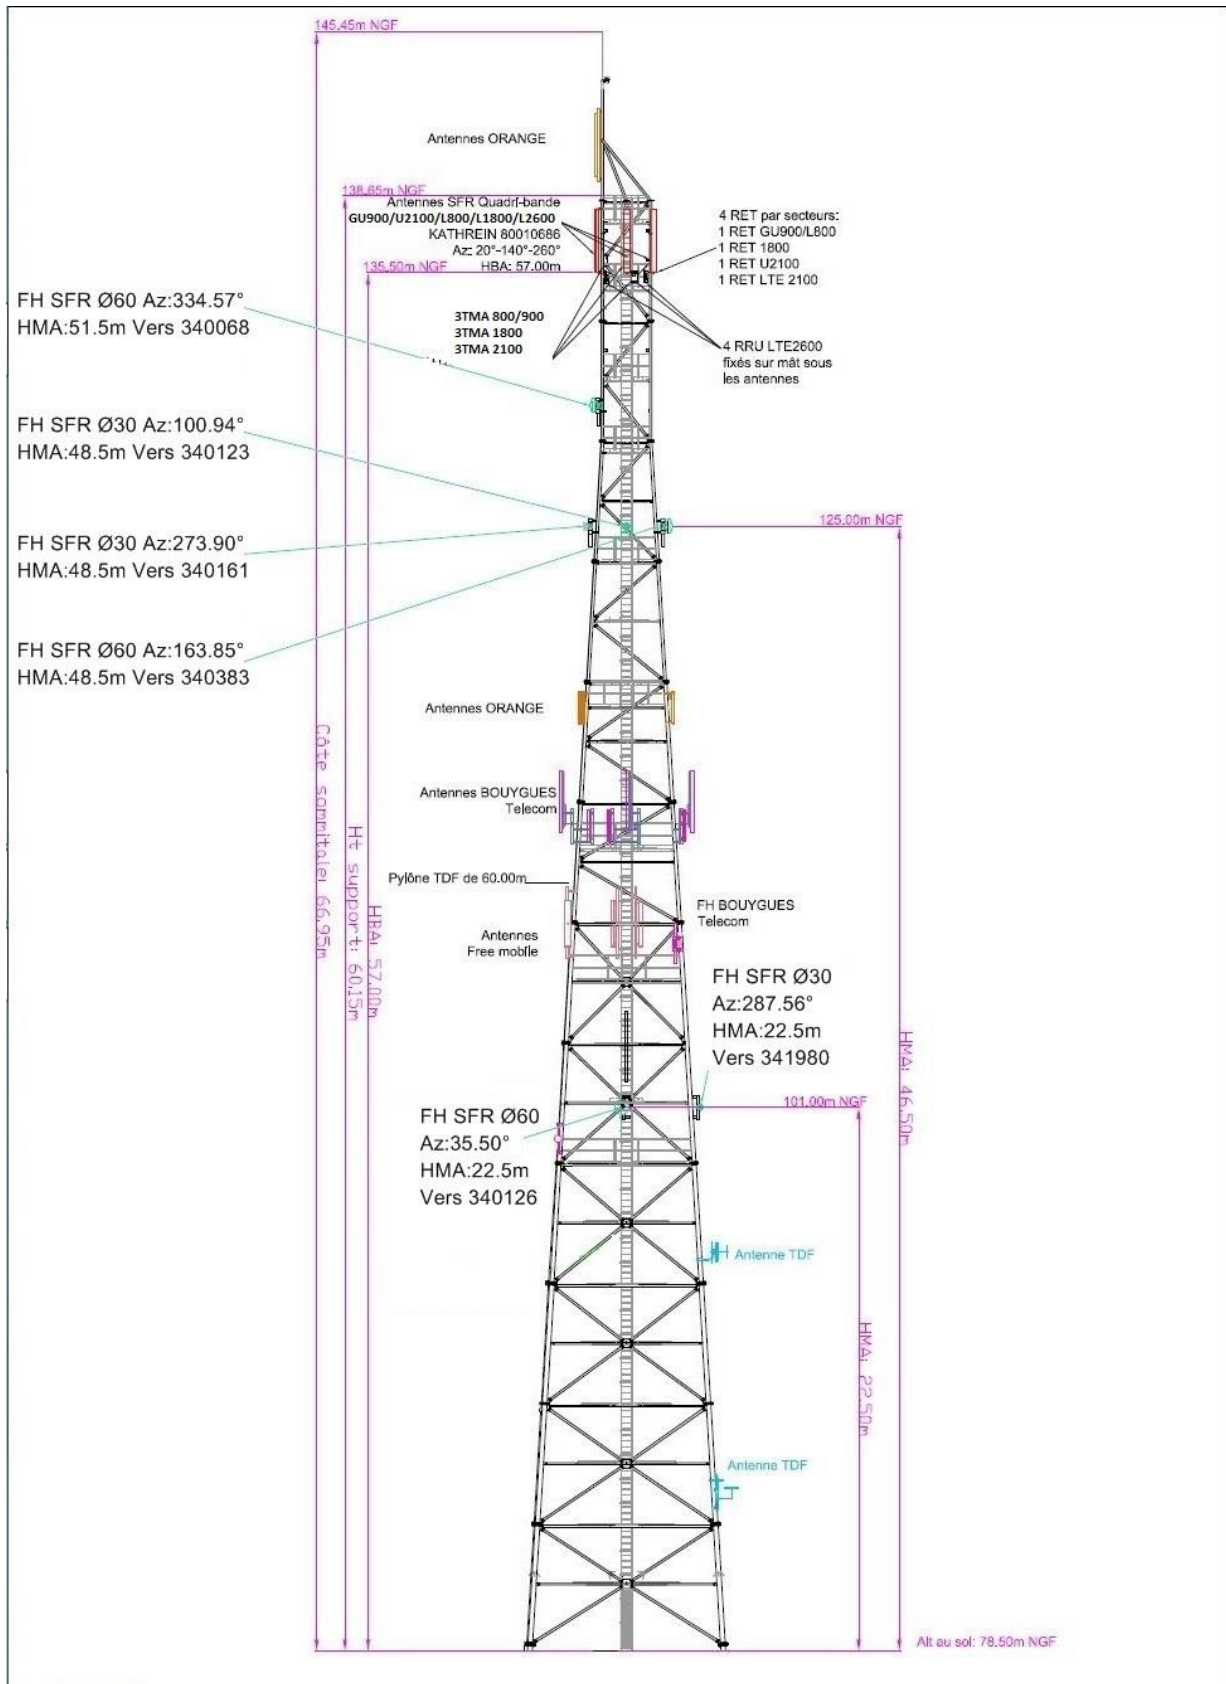 145.45m NGF
Antennes ORANGE
138.65m NGF
Antennes SFR Quadri-bande
GU900/U2100/L800/L1800/L2600
KATHREIN 80010686
Az: 20°-140°-260°
HBA: 57.00m
135.50m NGF
4 RET par secteurs:
1 RET GU900/L800
1 RET 1800
1 RET U2100
1 RET LTE 2100
FH SFR Ø60 Az:334.57°
HMA:51.5m Vers 340068
3TMA 800/900
3TMA 1800
3TMA 2100
4 RRU LTE2600
fixés sur mât sous
les antennes
FH SFR Ø30 Az:100.94°
HMA:48.5m Vers 340123
125.00m NGF
FH SFR Ø30 Az:273.90°
HMA:48.5m Vers 340161
FH SFR Ø60 Az:163.85°
HMA:48.5m Vers 340383
Antennes ORANGE
Côte sommitale: 66.95m
Ht support: 60.15m
HBA: 57.00m
Antennes BOUYGUES
Telecom
Pylône TDF de 60.00m
FH BOUYGUES
Telecom
Antennes
Free mobile
FH SFR Ø30
Az:287.56°
HMA:22.5m
Vers 341980
HMA: 46.50m
101.00m NGF
FH SFR Ø60
Az:35.50°
HMA:22.5m
Vers 340126
Antenne TDF
HMA: 22.50m
Antenne TDF
Alt au sol: 78.50m NGF